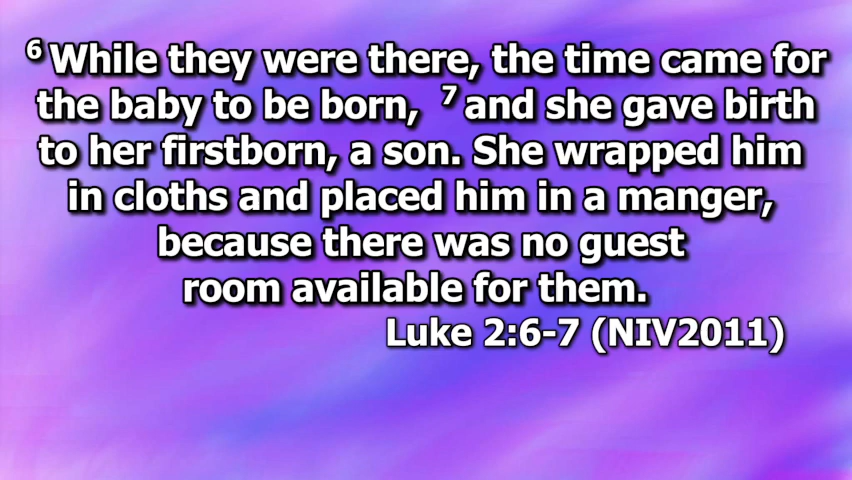 6 While they were there, the time came for
the baby to be born, 7 and she gave birth
to her firstborn, a son. She wrapped him
in cloths and placed him in a manger,
because there was no guest
room available for them.
Luke 2:6-7 (NIV2011)